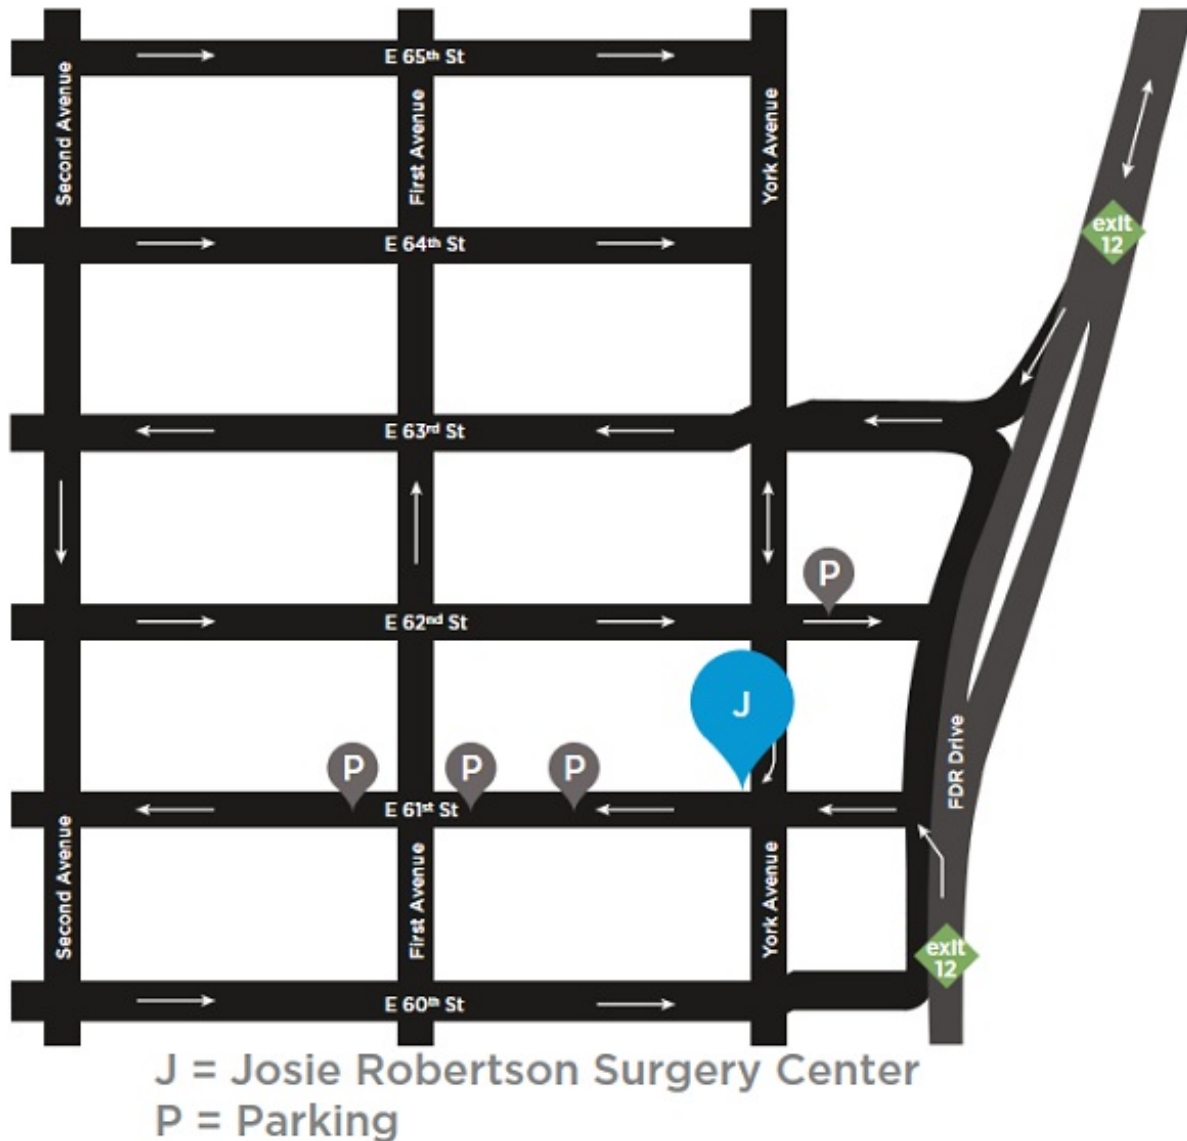 E 65th St
Second Avenue
First Avenue
York Avenue
E 64th St
exit
12
E 63rd St
P
E 62nd St
J
P
P
P
E 61st St
FDR Drive
Second Avenue
First Avenue
York Avenue
exit
12
E 60th St
J = Josie Robertson Surgery Center
P = Parking